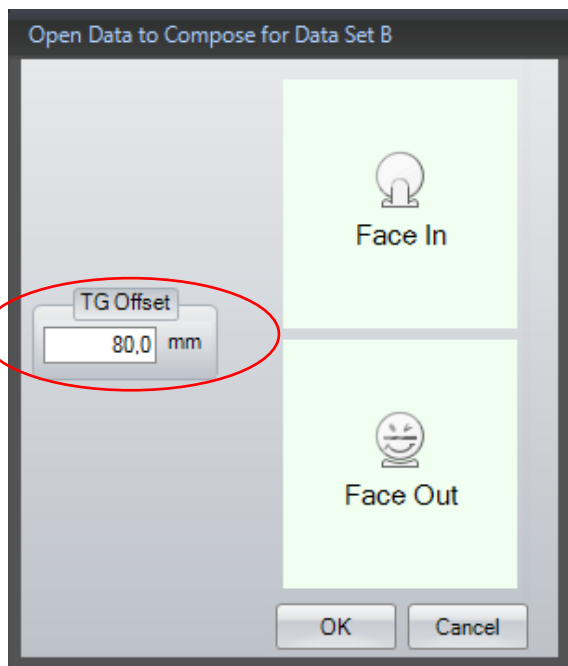 Open Data to Compose for Data Set B
Face In
TG Offset
80,0 mm
Face Out
OK Cancel